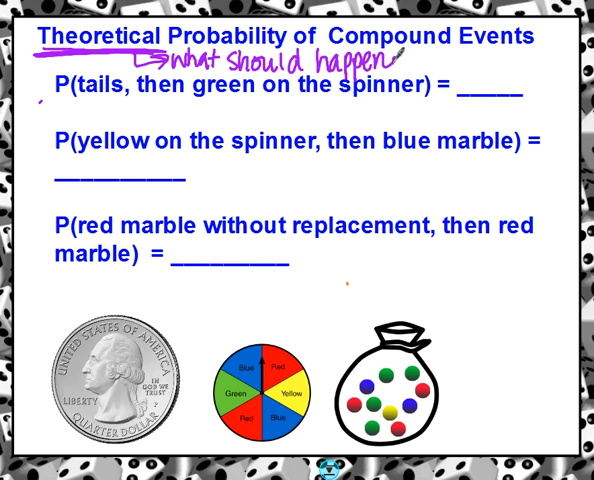 Theoretical Probability of Compound Events
what should happen
P(tails, then green on the spinner) = _____
P(yellow on the spinner, then blue marble) =
__________
P(red marble without replacement, then red
marble) = _________
UNITED STATES OF AMERICA
IN
GOD WE
TRUST
LIBERTY
P
QUARTER DOLLAR
Blue
Red
Green
Yellow
Red
Blue